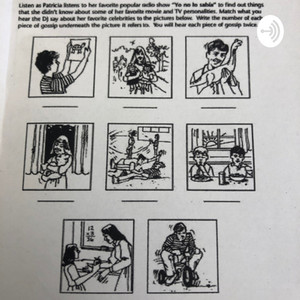 Listen as Patricia listens to her favorite popular radio show "Yo no lo sabía" to find out things
that she didn't know about some of her favorite movie and TV personalities. Match what you
hear the DJ say about her favorite celebrities to the pictures below. Write the number of each
piece of gossip underneath the picture it refers to. You will hear each piece of gossip twice.